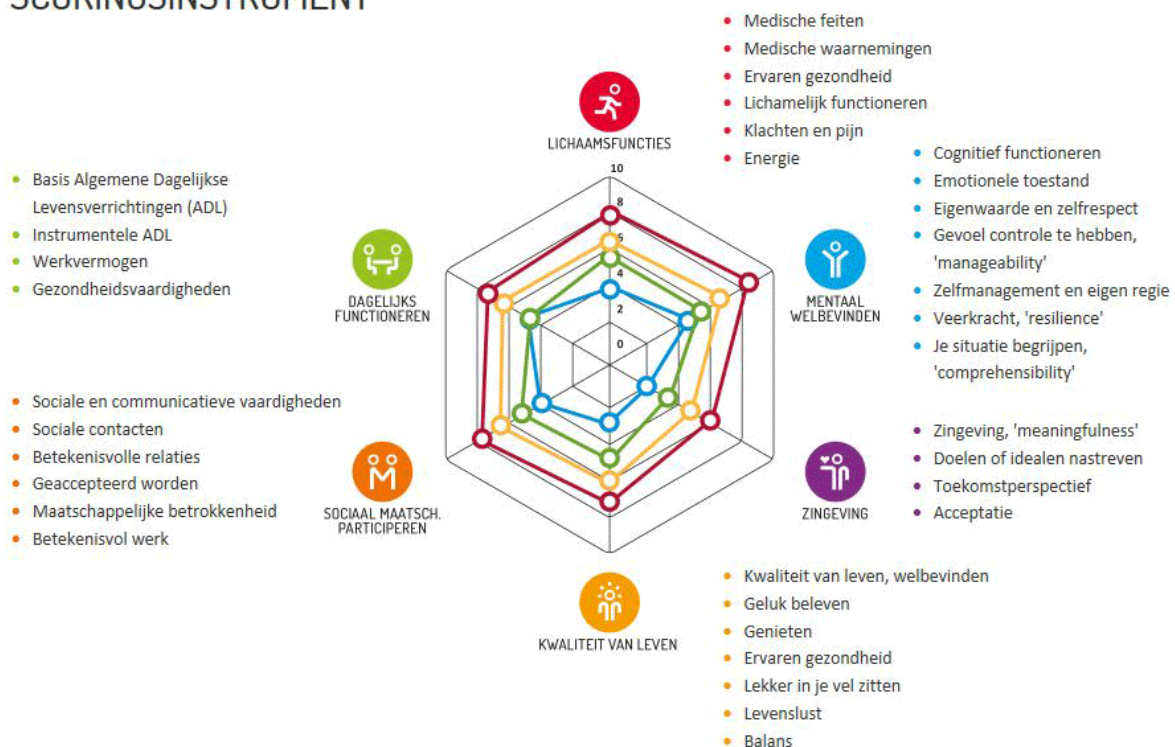 SCORINGSINSTRUMENT
• Medische feiten
• Medische waarnemingen
• Ervaren gezondheid
• Lichamelijk functioneren
• Klachten en pijn
• Energie
LICHAAMSFUNCTIES
• Cognitief functioneren
• Emotionele toestand
• Eigenwaarde en zelfrespect
• Gevoel controle te hebben,
'manageability'
• Zelfmanagement en eigen regie
• Veerkracht, 'resilience'
• Je situatie begrijpen,
'comprehensibility'
MENTAAL
WELBEVINDEN
• Basis Algemene Dagelijkse
Levensverrichtingen (ADL)
• Instrumentele ADL
• Werkvermogen
• Gezondheidsvaardigheden
DAGELIJKS
FUNCTIONEREN
10
8
6
4
2
0
• Sociale en communicatieve vaardigheden
• Sociale contacten
• Betekenisvolle relaties
• Geaccepteerd worden
• Maatschappelijke betrokkenheid
• Betekenisvol werk
SOCIAAL MAATSCH.
PARTICIPEREN
• Zingeving, 'meaningfulness'
• Doelen of idealen nastreven
• Toekomstperspectief
• Acceptatie
ZINGEVING
KWALITEIT VAN LEVEN
• Kwaliteit van leven, welbevinden
• Geluk beleven
• Genieten
• Ervaren gezondheid
• Lekker in je vel zitten
• Levenslust
• Balans